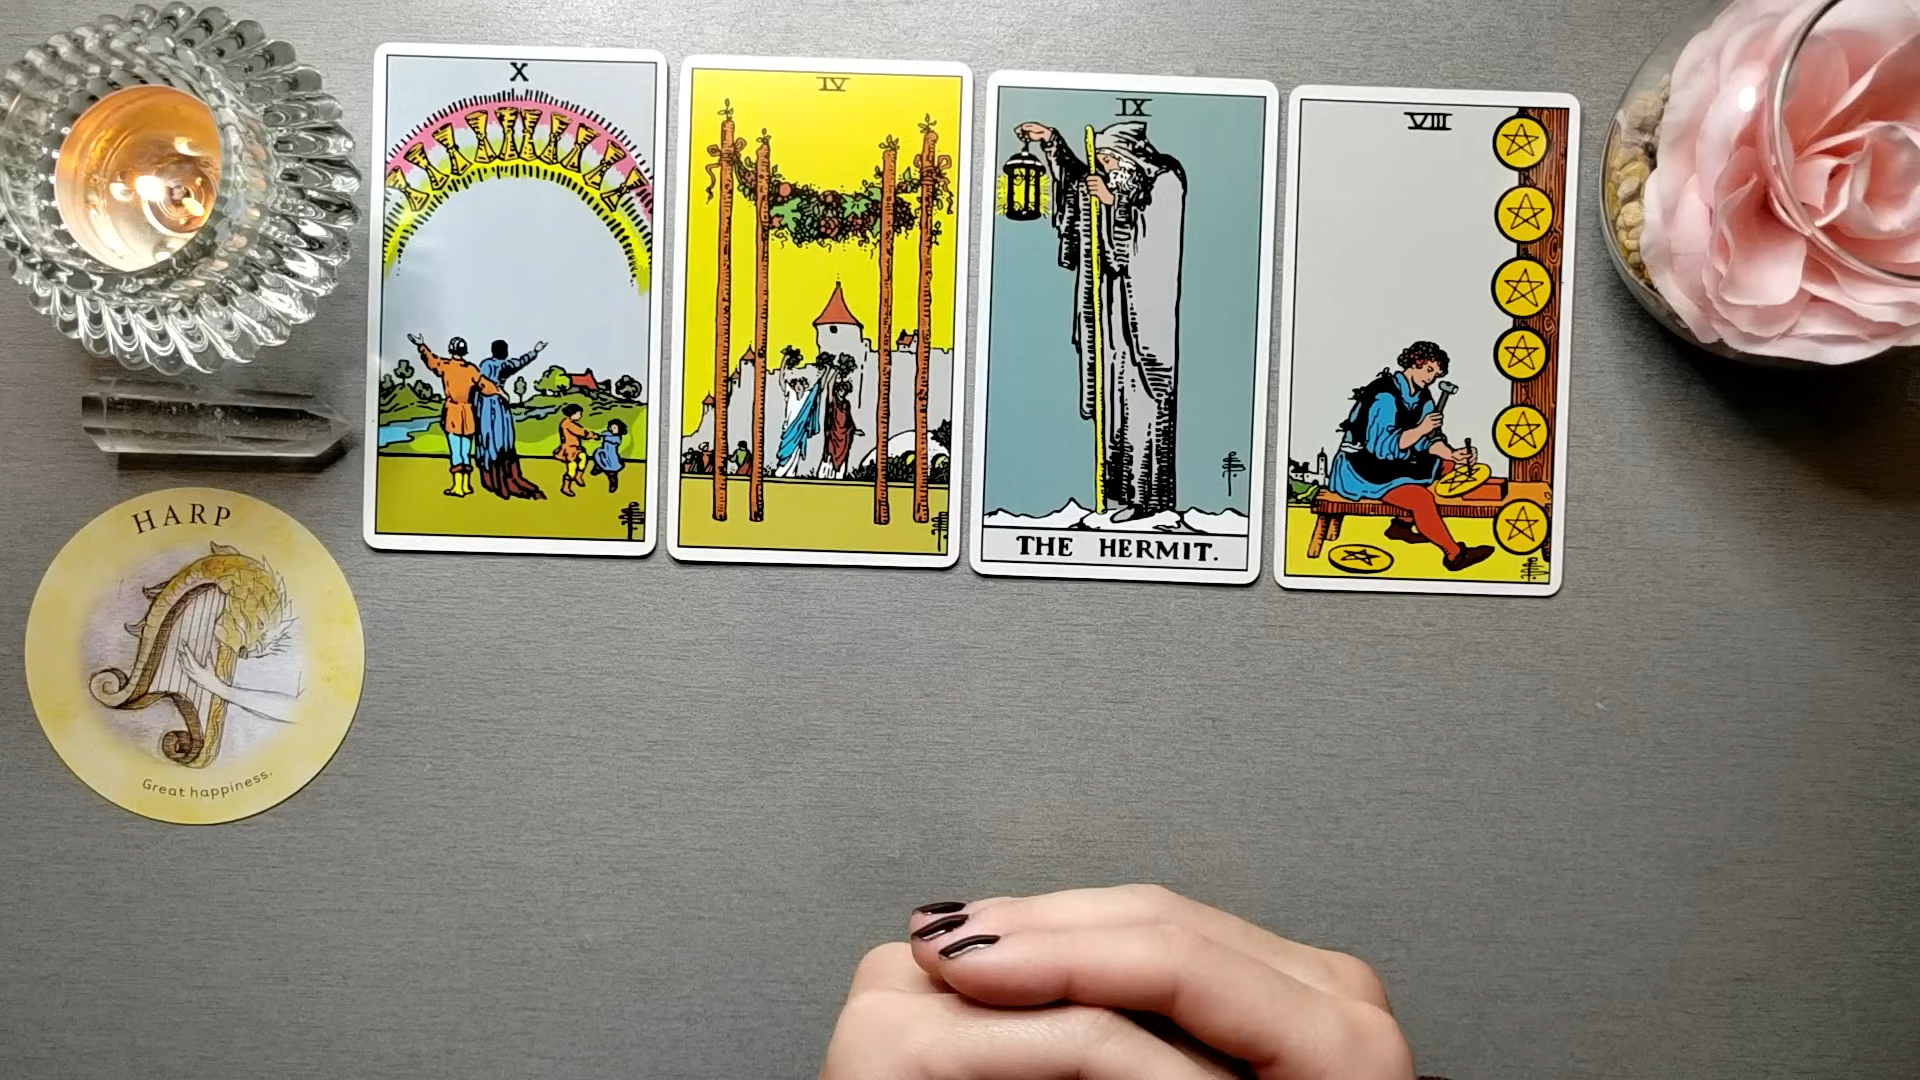 X
IV
IX
VIII
THE HERMIT.
HARP
Great happiness.